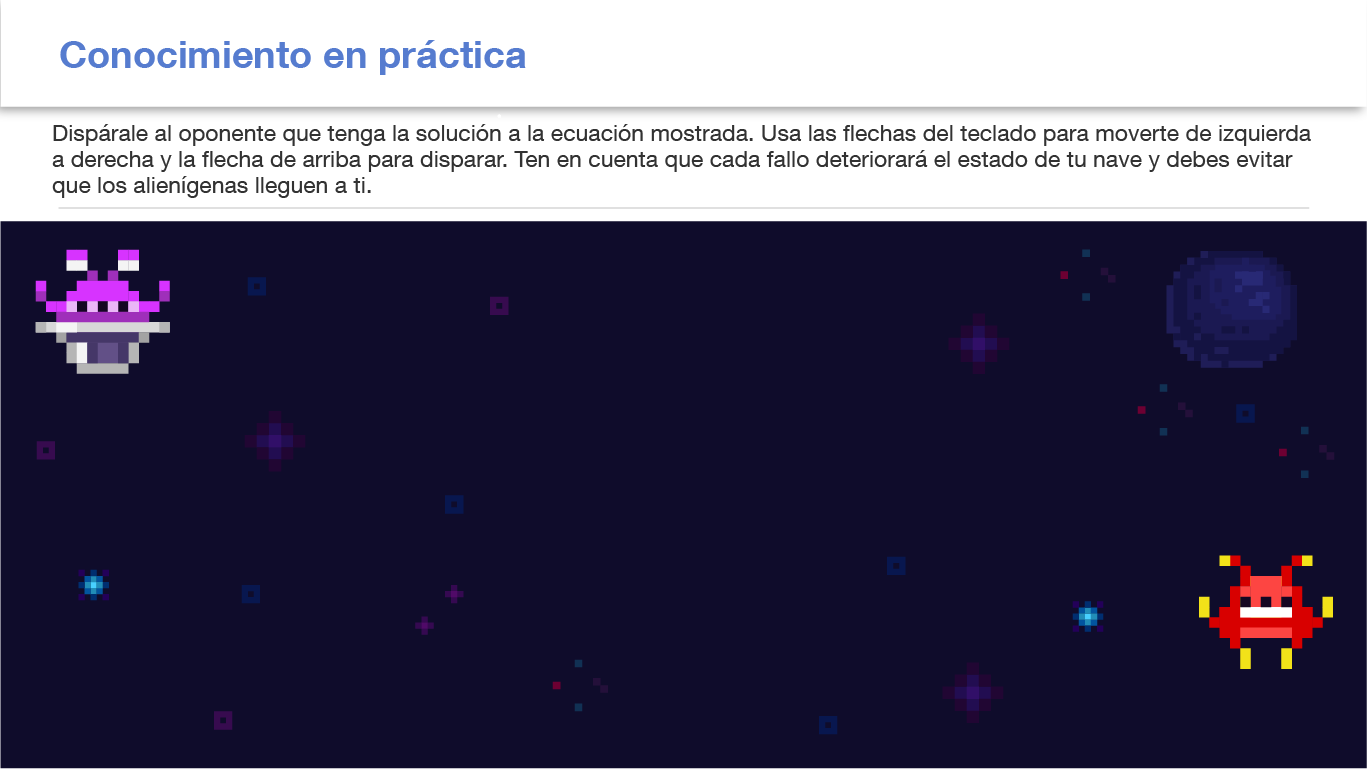 Conocimiento en práctica
Dispárale al oponente que tenga la solución a la ecuación mostrada. Usa las flechas del teclado para moverte de izquierda
a derecha y la flecha de arriba para disparar. Ten en cuenta que cada fallo deteriorará el estado de tu nave y debes evitar
que los alienígenas lleguen a ti.